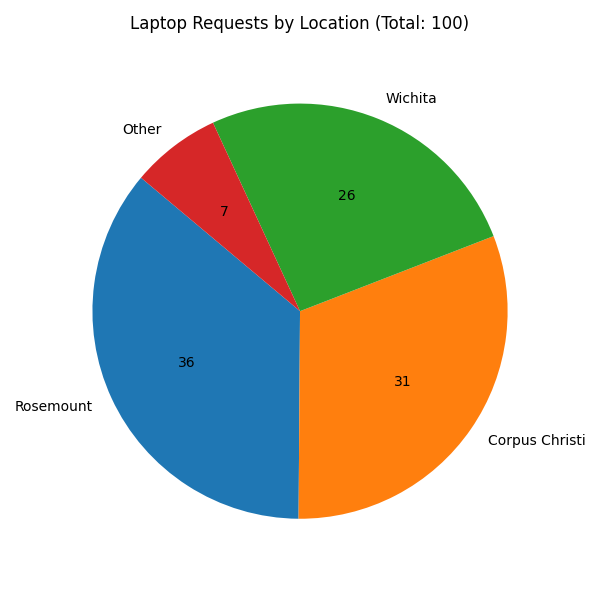 Laptop Requests by Location (Total: 100)
Wichita
Other
26
7
36
31
Rosemount
Corpus Christi